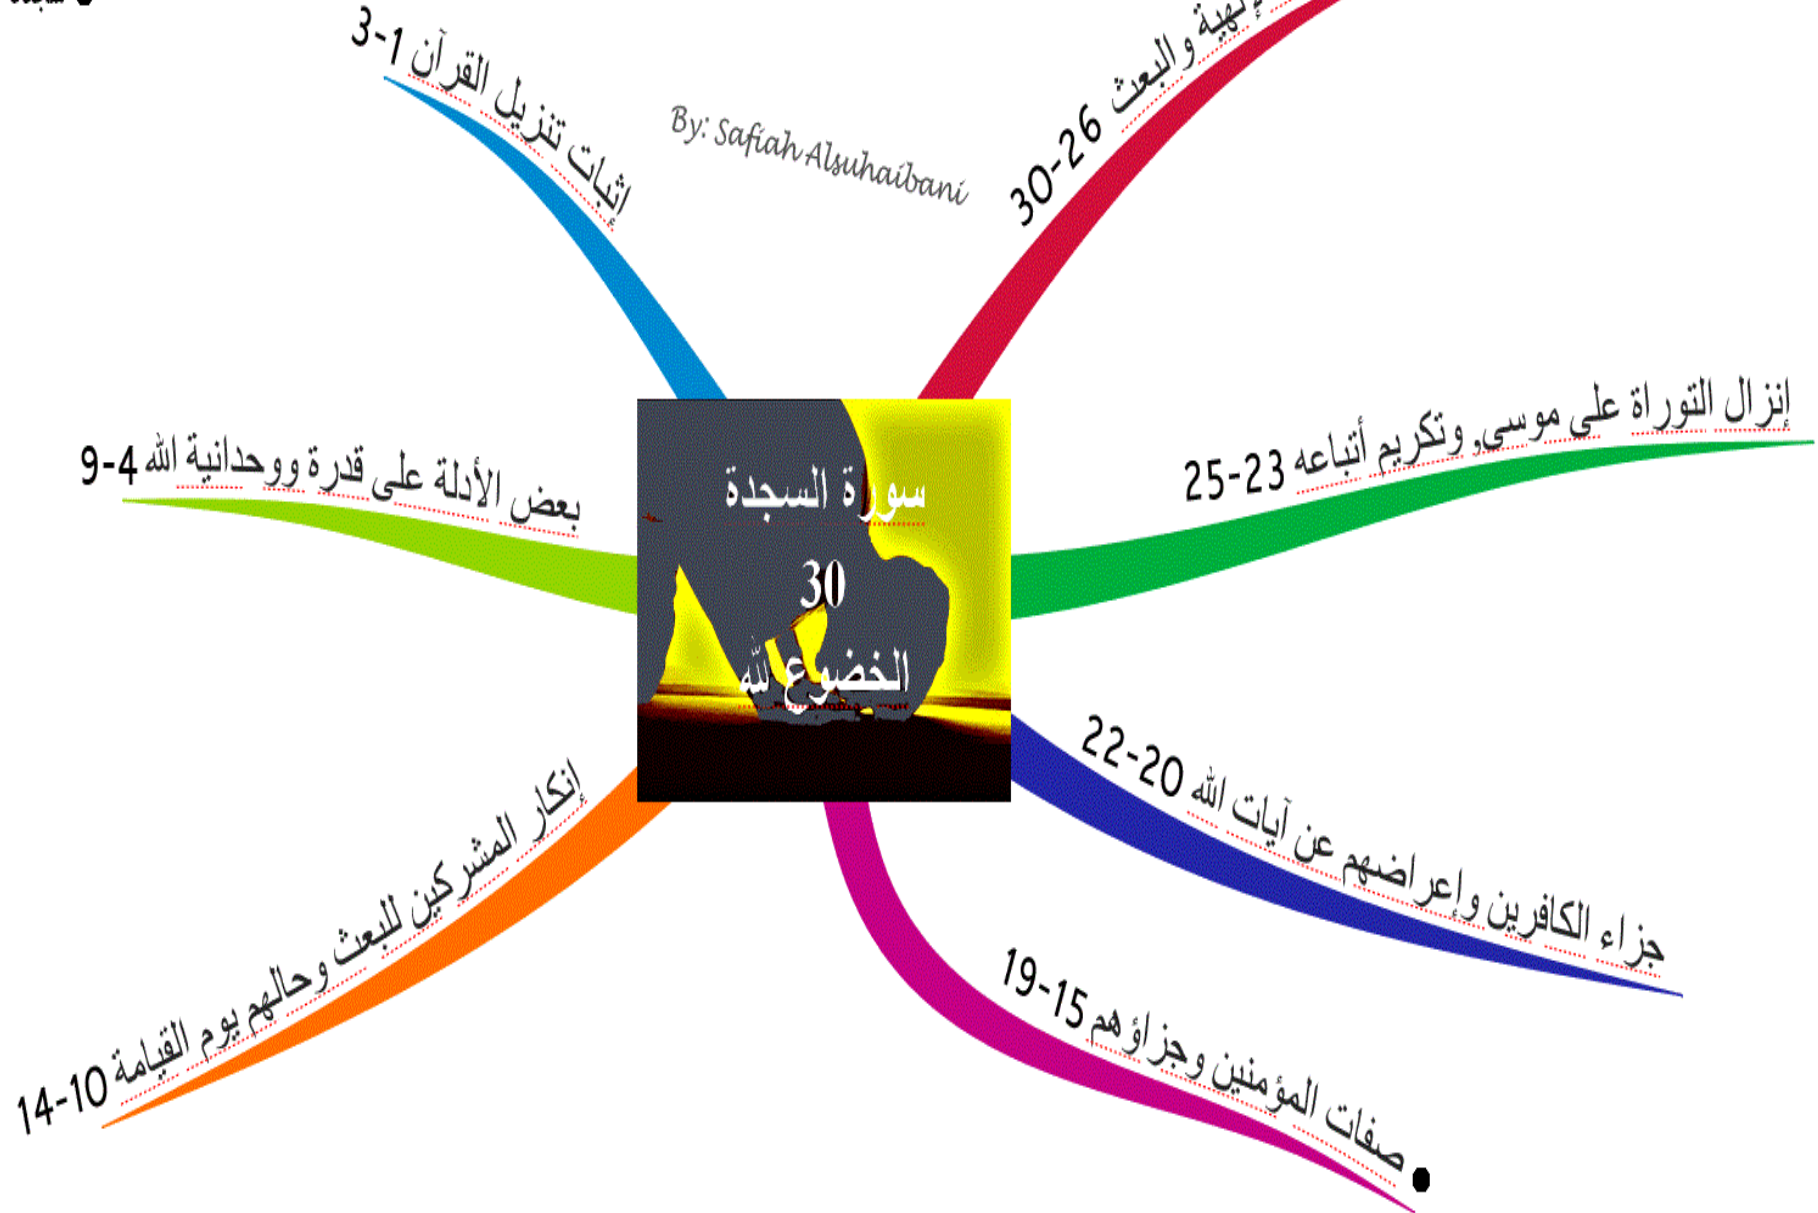 سورة السجدة
30
الخضوع لله
By: Safiah Alsuhaibani
إثبات تنزيل القرآن 1-3
بعض الأدلة على قدرة ووحدانية الله 4-9
إنكار المشركين للبعث وحالهم يوم القيامة 10-14
صفات المؤمنين وجزاؤهم 15-19
جزاء الكافرين وإعراضهم عن آيات الله 20-22
إنزال التوراة على موسى, وتكريم أتباعه 23-25
والبعث 26-30